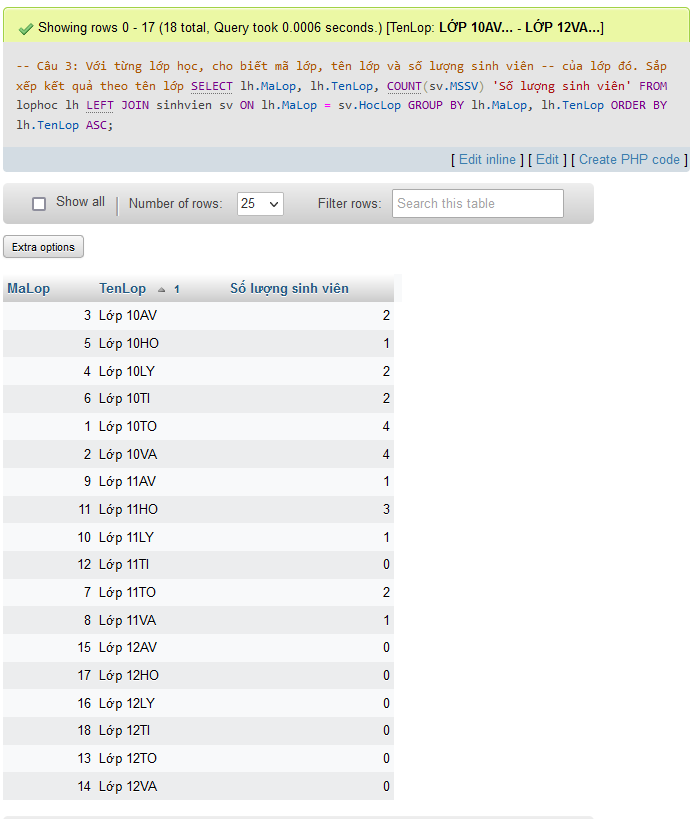 Showing rows 0 - 17 (18 total, Query took 0.0006 seconds.) [TenLop: LỚP 10AV... - LỚP 12VA...]
-- Câu 3: Với từng lớp học, cho biết mã lớp, tên lớp và số lượng sinh viên -- của lớp đó. Sắp
xếp kết quả theo tên lớp SELECT lh.MaLop, lh.TenLop, COUNT(sv.MSSV) 'Số lượng sinh viên' FROM
lophoc lh LEFT JOIN sinhvien sv ON lh.MaLop = sv.HocLop GROUP BY lh.MaLop, lh.TenLop ORDER BY
lh.TenLop ASC;
[ Edit inline ] [ Edit ] [ Create PHP code ]
Show all Number of rows: 25 Filter rows: Search this table
Extra options
MaLop TenLop 1 Số lượng sinh viên
3 Lớp 10AV 2
5 Lớp 10HO 1
4 Lớp 10LY 2
6 Lớp 10TI 2
1 Lớp 10TO 4
2 Lớp 10VA 4
9 Lớp 11AV 1
11 Lớp 11HO 3
10 Lớp 11LY 1
12 Lớp 11TI 0
7 Lớp 11TO 2
8 Lớp 11VA 1
15 Lớp 12AV 0
17 Lớp 12HO 0
16 Lớp 12LY 0
18 Lớp 12TI 0
13 Lớp 12TO 0
14 Lớp 12VA 0